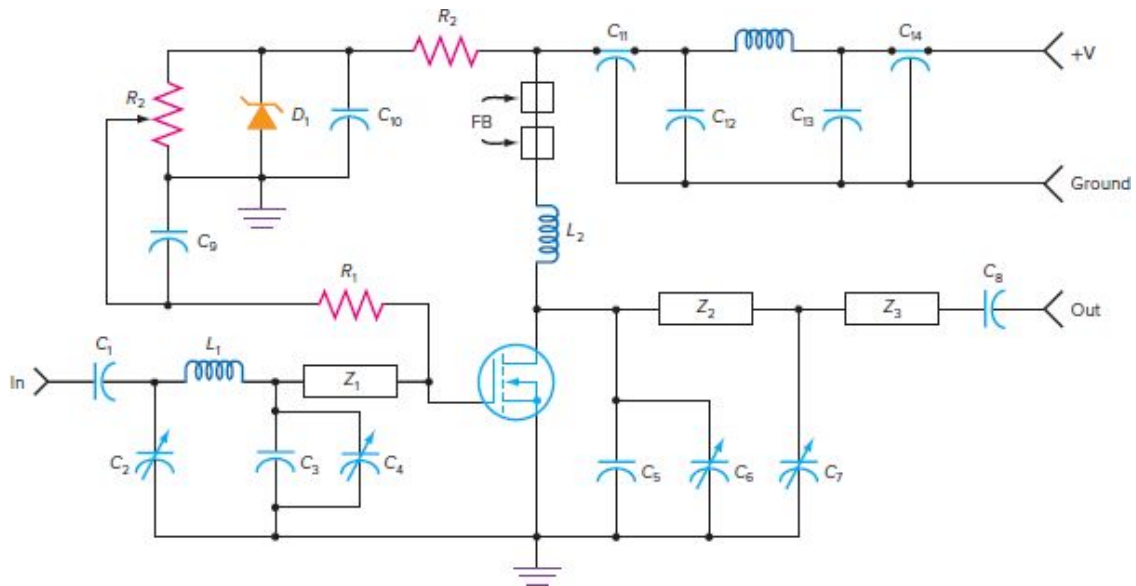 R2
C11
C14
+V
R2
D1
C10
FB
C12
C13
Ground
C9
L2
R1
C8
Z2
Z3
Out
C1
L1
In
Z1
C2
C3
C4
C5
C6
C7